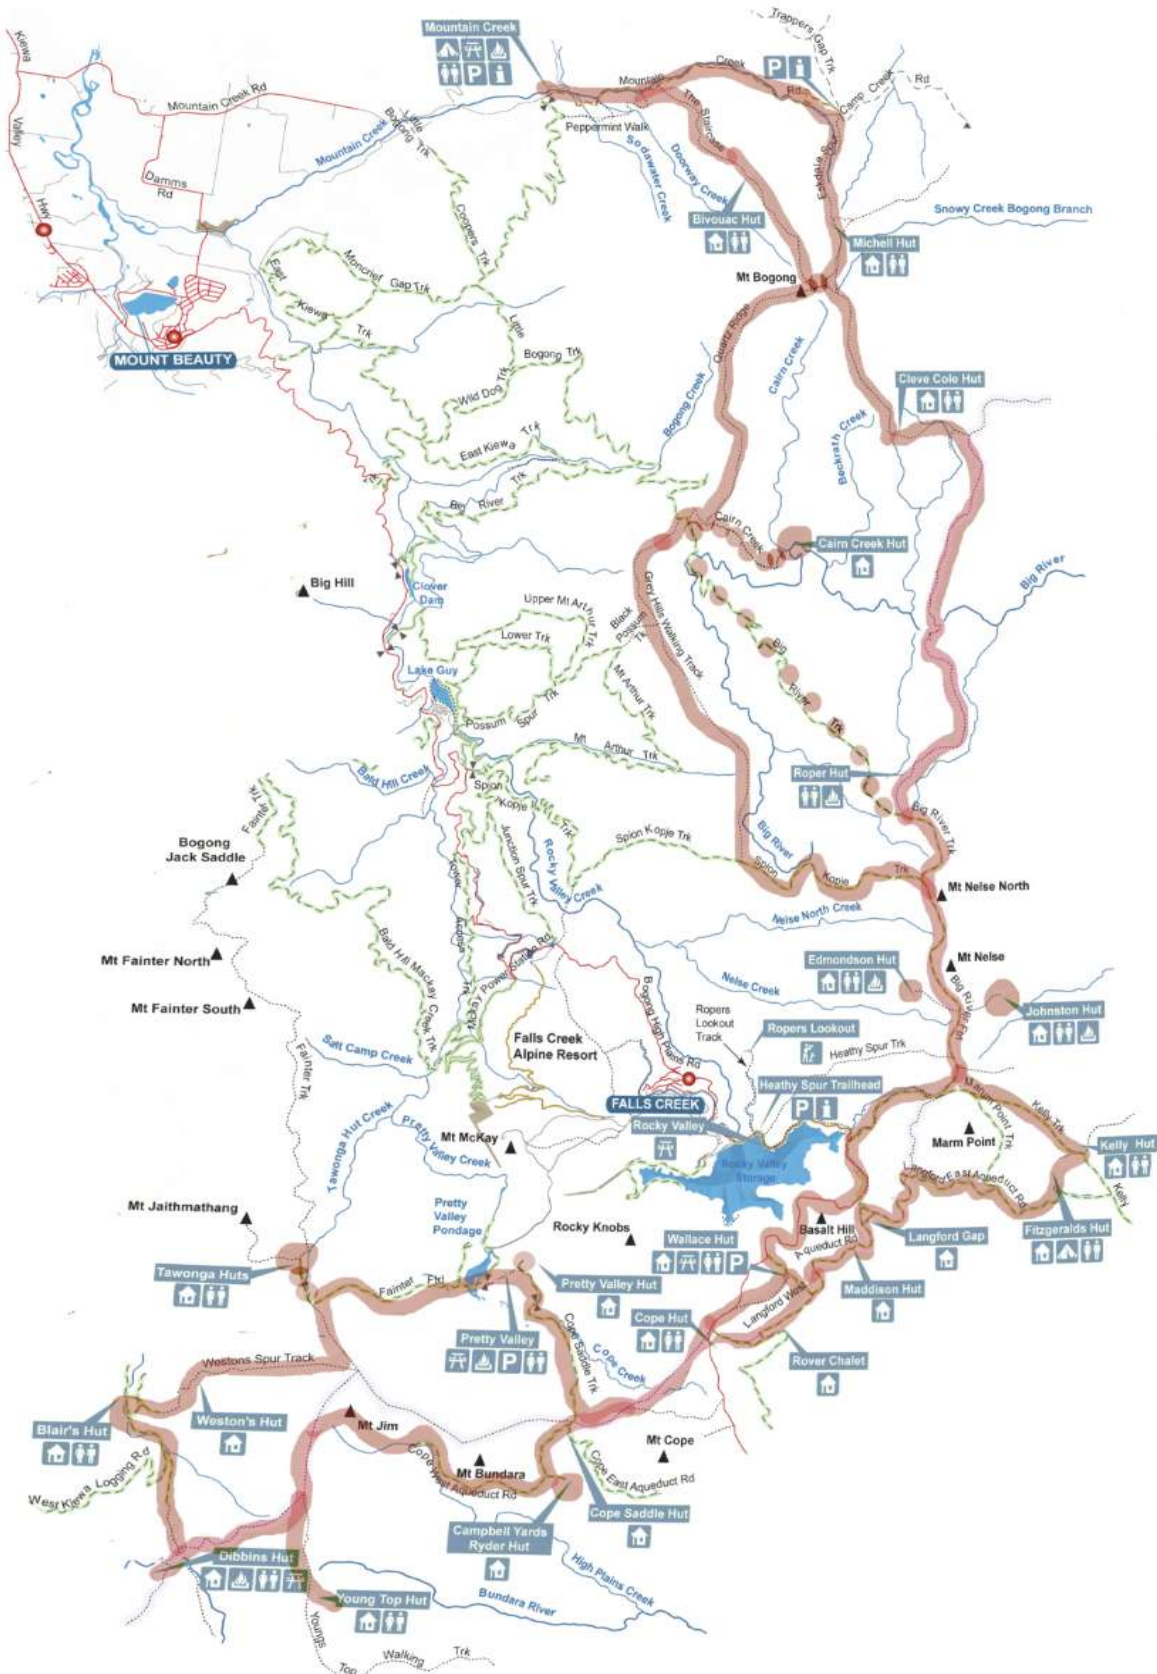 Kiewa
Valley
Hwy
Mountain Creek Rd
Damms
Rd
MOUNT BEAUTY
Mountain Creek
Little
Bogong Trk
Coopers
Trk
Mountain Creek
Mountain
Creek
Rd
Trappers
Gap Trk
Camp Creek
Rd
P
Peppermint Walk
The Staircase
Sodawater Creek
Doorway Creek
Eskdale Spur
Bivouac Hut
Michell Hut
Snowy Creek Bogong Branch
Mt Bogong
East
Kiewa
Trk
Moncrief
Gap Trk
Little
Bogong Trk
Wild Dog Trk
East Kiewa
Trk
Big River
Trk
Quartz Ridge
Bogong Creek
Cairn Creek
Beckrath Creek
Cleve Cole Hut
Cairn Creek
Cairn Creek Hut
Big River
Big Hill
Clover
Dam
Lake Guy
Upper Mt Arthur Trk
Lower Trk
Black
Possum
Tk
Possum Spur Trk
Mt Arthur Trk
Mt Arthur Trk
Grey Hills Walking Track
Big
River
Trk
Roper Hut
Bald Hill Creek
Spion
Kopje
Trk
Junction Spur Trk
Spion Kopje Trk
Big River
Spion
Kopje
Trk
Big River Trk
Fainter Trk
Bogong
Jack Saddle
Rocky Valley Creek
Mt Nelse North
Nelse North Creek
Mt Fainter North
Tower
Bald Hill Mackay Creek Trk
Edmondson Hut
Mt Nelse
Nelse Creek
Mt Fainter South
Big River Ftrl
Johnston Hut
Bogong High Plains Rd
Ropers
Lookout
Track
Ropers Lookout
Falls Creek
Alpine Resort
Salt Camp Creek
Fainter Trk
Heathy Spur Trk
Heathy Spur Trailhead
P
FALLS CREEK
Rocky Valley
Marum Point Trk
Kelly Trk
Marm Point
Kelly Hut
Kelly
Tawonga Hut Creek
Pretty
Valley Creek
Mt McKay
Rocky Valley
Storage
Langford East Aqueduct Rd
Mt Jaithmathang
Pretty
Valley
Pondage
Rocky Knobs
Basalt Hill
Wallace Hut
P
Langford Gap
Fitzgeralds Hut
Aqueduct Rd
Tawonga Huts
Fainter
Ftrl
Pretty Valley Hut
Maddison Hut
Langford West
Cope Hut
Pretty Valley
P
Cope Saddle Trk
Cope Creek
Rover Chalet
Westons Spur Track
Blair's Hut
Weston's Hut
Mt Jim
Mt Cope
West Kiewa Logging Rd
Mt Bundara
Cope West Aqueduct Rd
Cope East Aqueduct Rd
Cope Saddle Hut
Campbell Yards
Ryder Hut
Dibbins Hut
High Plains Creek
Young Top Hut
Bundara River
Youngs
Top
Walking
Trk